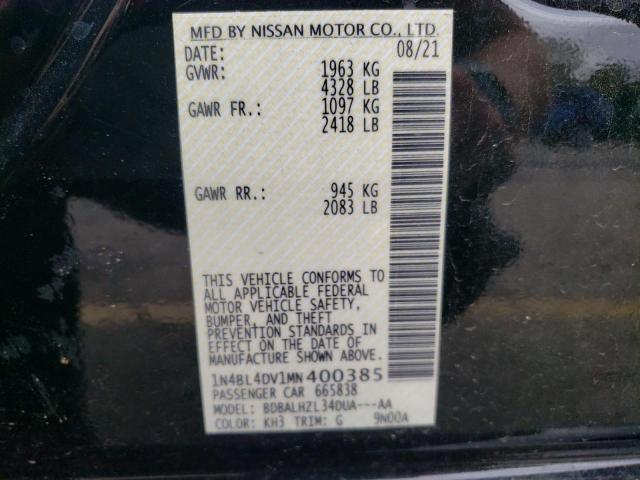 MFD BY NISSAN MOTOR CO., LTD.
DATE: 08/21
GVWR: 1963 KG
4328 LB
GAWR FR.: 1097 KG
2418 LB
GAWR RR.: 945 KG
2083 LB
THIS VEHICLE CONFORMS TO
ALL APPLICABLE FEDERAL
MOTOR VEHICLE SAFETY,
BUMPER, AND THEFT
PREVENTION STANDARDS IN
EFFECT ON THE DATE OF
MANUFACTURE SHOWN ABOVE.
1N4BL4DV1MN400385
PASSENGER CAR 665838
MODEL: BDBALHZL34DUA---AA
COLOR: KH3 TRIM: G 9N00A